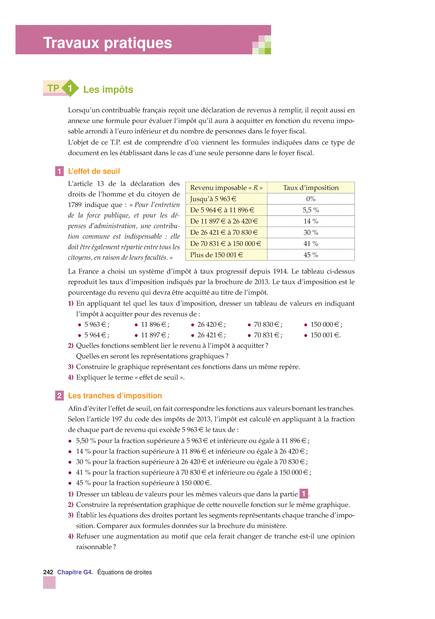 Travaux pratiques
TP 1 Les impôts
Lorsqu'un contribuable français reçoit une déclaration de revenus à remplir, il reçoit aussi en
annexe une formule pour évaluer l'impôt qu'il aura à acquitter en fonction du revenu impo-
sable arrondi à l'euro inférieur et du nombre de personnes dans le foyer fiscal.
L'objet de ce T.P. est de comprendre d'où viennent les formules indiquées dans ce type de
document en les établissant dans le cas d'une seule personne dans le foyer fiscal.
1 L'effet de seuil
L'article 13 de la déclaration des
droits de l'homme et du citoyen de
1789 indique que : « Pour l'entretien
de la force publique, et pour les dé-
penses d'administration, une contribu-
tion commune est indispensable : elle
doit être également répartie entre tous les
citoyens, en raison de leurs facultés. »
Revenu imposable « R » Taux d'imposition
Jusqu'à 5 963 € 0%
De 5 964 € à 11 896 € 5,5 %
De 11 897 € à 26 420 € 14 %
De 26 421 € à 70 830 € 30 %
De 70 831 € à 150 000 € 41 %
Plus de 150 001 € 45 %
La France a choisi un système d'impôt à taux progressif depuis 1914. Le tableau ci-dessus
reproduit les taux d'imposition indiqués par la brochure de 2013. Le taux d'imposition est le
pourcentage du revenu qui devra être acquitté au titre de l'impôt.
1) En appliquant tel quel les taux d'imposition, dresser un tableau de valeurs en indiquant
l'impôt à acquitter pour des revenus de :
• 5 963 € ; • 11 896 € ; • 26 420 € ; • 70 830 € ; • 150 000 € ;
• 5 964 € ; • 11 897 € ; • 26 421 € ; • 70 831 € ; • 150 001 €.
2) Quelles fonctions semblent lier le revenu à l'impôt à acquitter ?
Quelles en seront les représentations graphiques ?
3) Construire le graphique représentant ces fonctions dans un même repère.
4) Expliquer le terme « effet de seuil ».
2 Les tranches d'imposition
Afin d'éviter l'effet de seuil, on fait correspondre les fonctions aux valeurs bornant les tranches.
Selon l'article 197 du code des impôts de 2013, l'impôt est calculé en appliquant à la fraction
de chaque part de revenu qui excède 5 963 € le taux de :
• 5,50 % pour la fraction supérieure à 5 963 € et inférieure ou égale à 11 896 € ;
• 14 % pour la fraction supérieure à 11 896 € et inférieure ou égale à 26 420 € ;
• 30 % pour la fraction supérieure à 26 420 € et inférieure ou égale à 70 830 € ;
• 41 % pour la fraction supérieure à 70 830 € et inférieure ou égale à 150 000 € ;
• 45 % pour la fraction supérieure à 150 000 €.
1) Dresser un tableau de valeurs pour les mêmes valeurs que dans la partie 1.
2) Construire la représentation graphique de cette nouvelle fonction sur le même graphique.
3) Établir les équations des droites portant les segments représentants chaque tranche d'impo-
sition. Comparer aux formules données sur la brochure du ministère.
4) Refuser une augmentation au motif que cela ferait changer de tranche est-il une opinion
raisonnable ?
242 Chapitre G4. Équations de droites